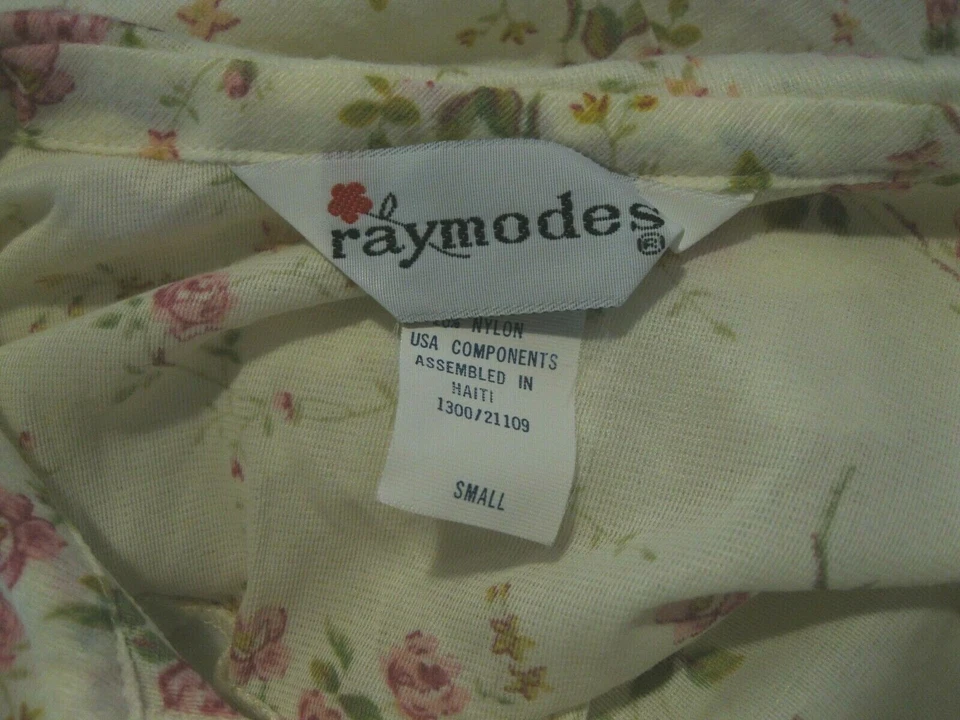 raymodes®
NYLON
USA COMPONENTS
ASSEMBLED IN
HAITI
1300/21109
SMALL